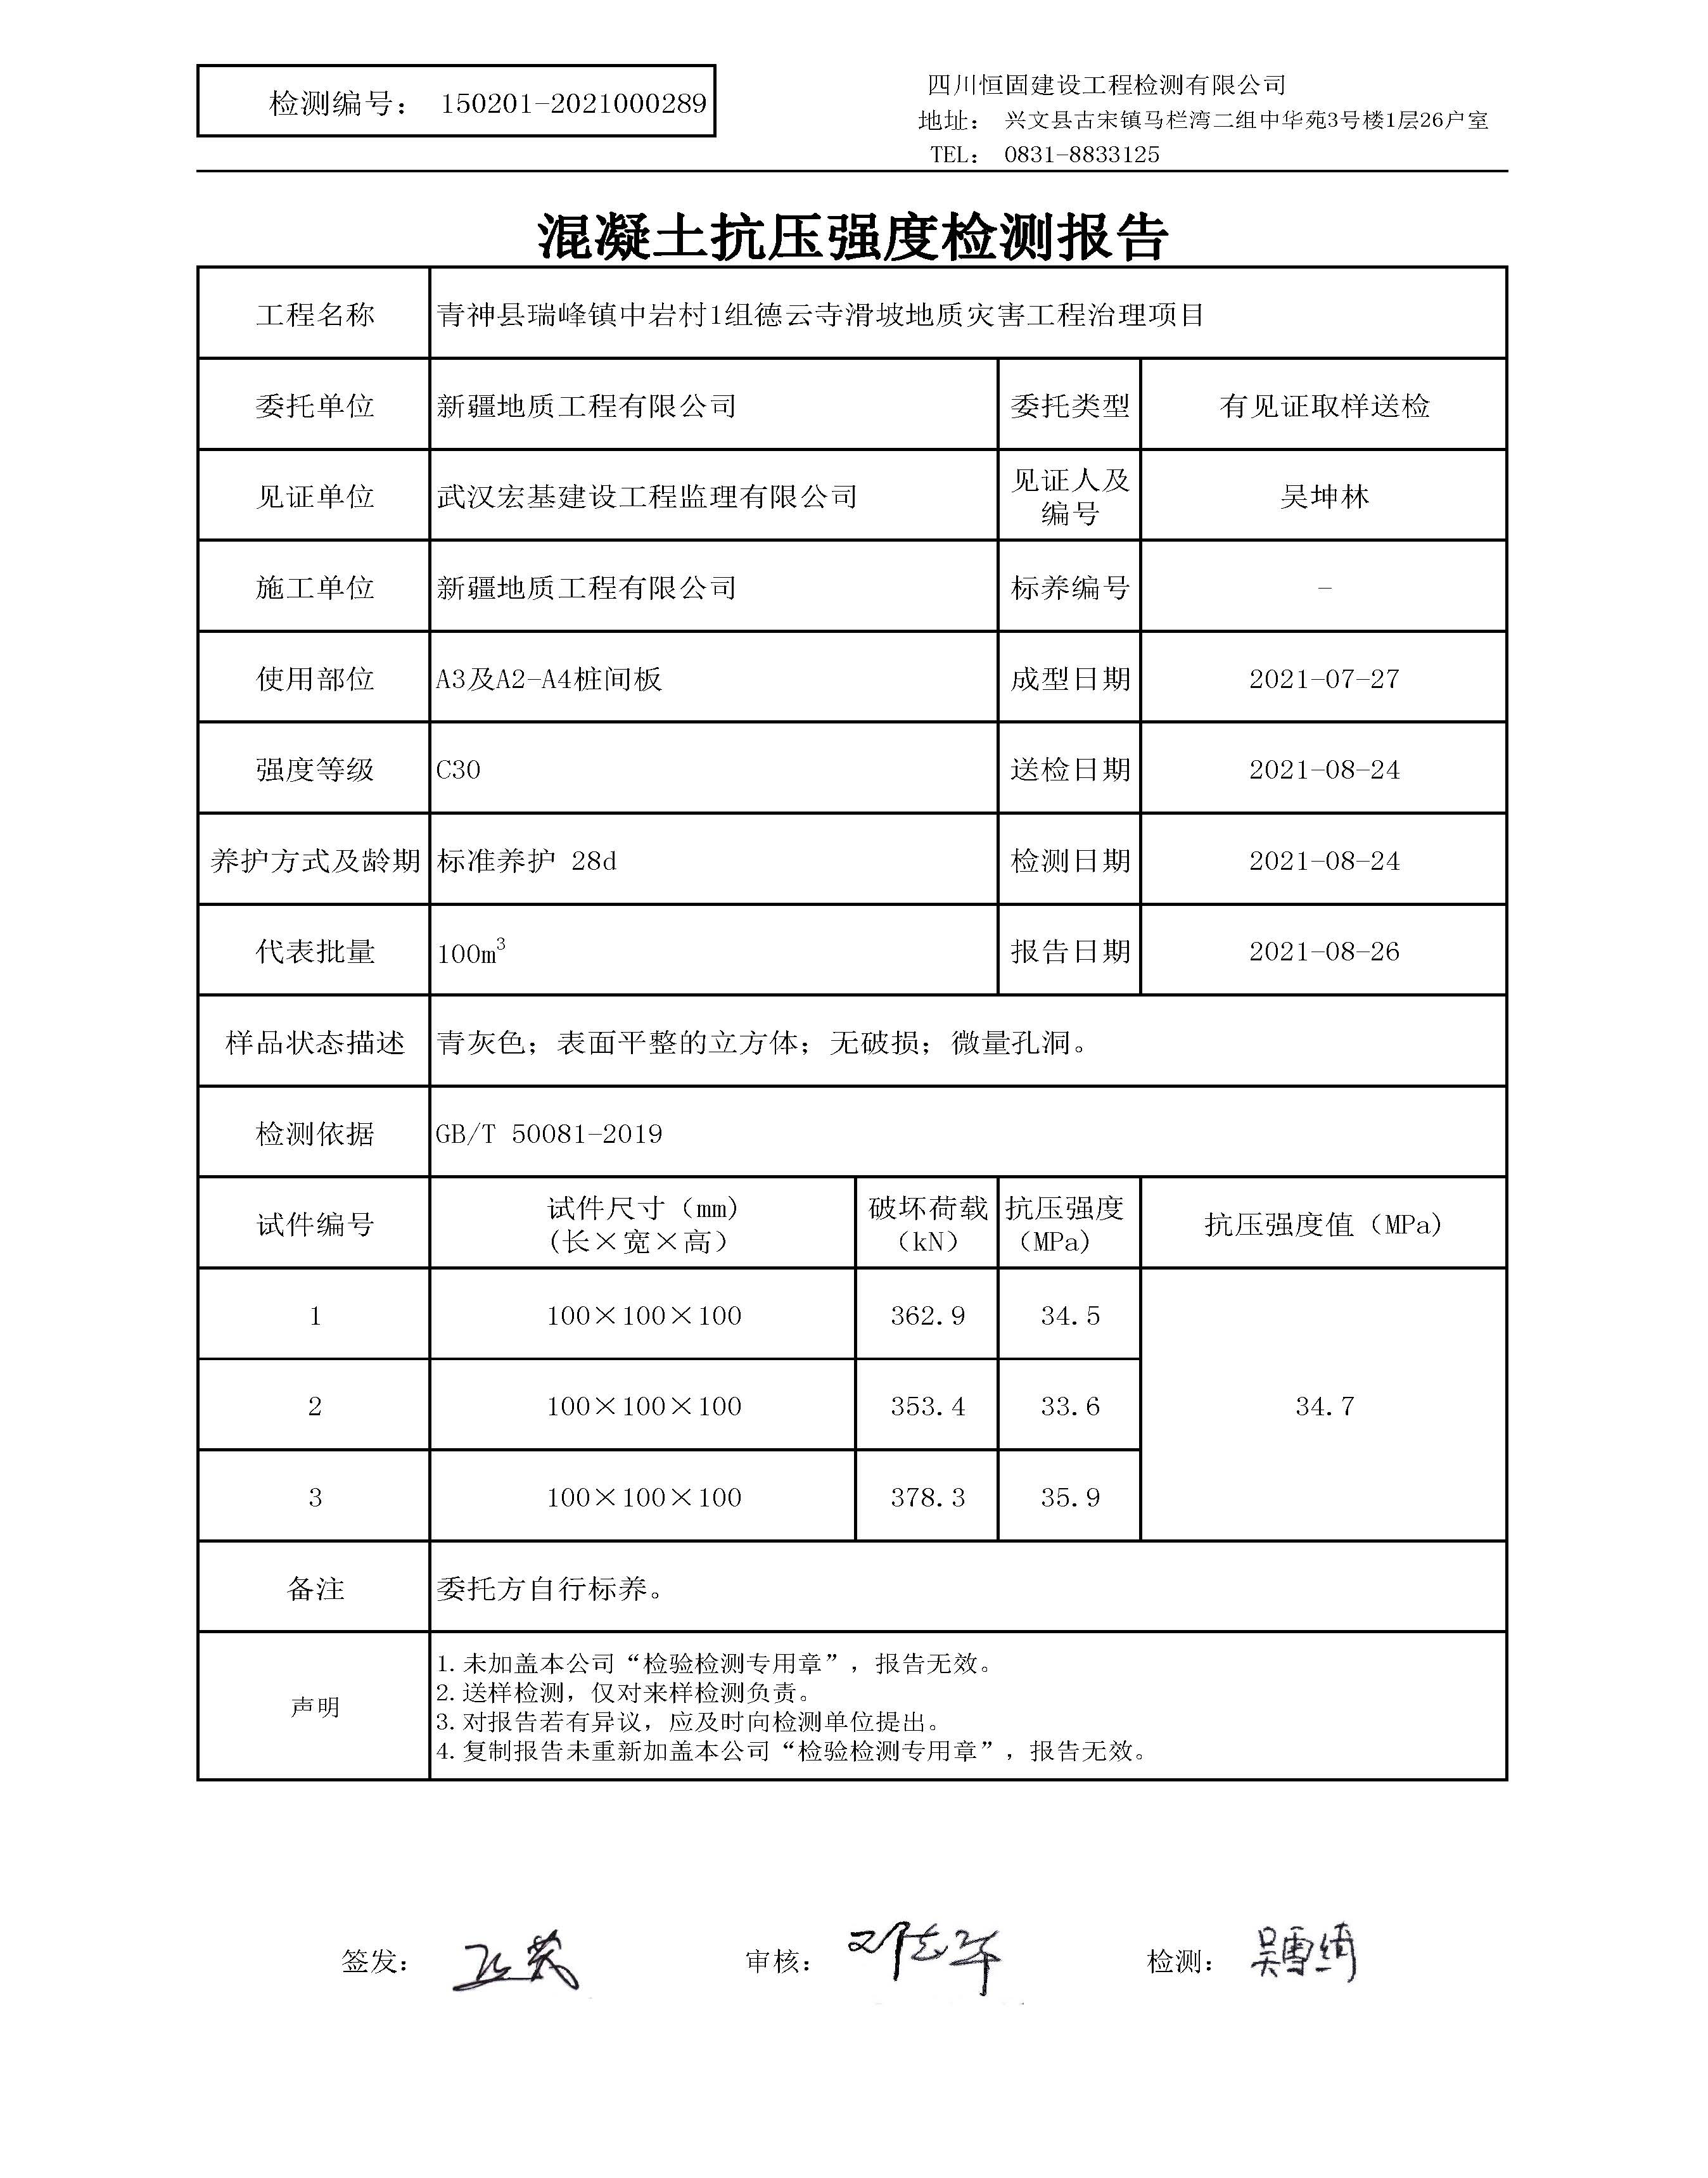 检测编号： 150201-2021000289
四川恒固建设工程检测有限公司
地址： 兴文县古宋镇马栏湾二组中华苑3号楼1层26户室
TEL： 0831-8833125
混凝土抗压强度检测报告
工程名称 青神县瑞峰镇中岩村1组德云寺滑坡地质灾害工程治理项目
委托单位 新疆地质工程有限公司 委托类型 有见证取样送检
见证单位 武汉宏基建设工程监理有限公司 见证人及
编号 吴坤林
施工单位 新疆地质工程有限公司 标养编号 -
使用部位 A3及A2-A4桩间板 成型日期 2021-07-27
强度等级 C30 送检日期 2021-08-24
养护方式及龄期 标准养护 28d 检测日期 2021-08-24
代表批量 100m³ 报告日期 2021-08-26
样品状态描述 青灰色；表面平整的立方体；无破损；微量孔洞。
检测依据 GB/T 50081-2019
试件编号 试件尺寸（mm) 破坏荷载 抗压强度 抗压强度值（MPa)
(长×宽×高） （kN） （MPa)
1 100×100×100 362.9 34.5
2 100×100×100 353.4 33.6 34.7
3 100×100×100 378.3 35.9
备注 委托方自行标养。
声明
1.未加盖本公司“检验检测专用章”，报告无效。
2.送样检测，仅对来样检测负责。
3.对报告若有异议，应及时向检测单位提出。
4.复制报告未重新加盖本公司“检验检测专用章”，报告无效。
签发： 审核： 检测： 吴雪绮